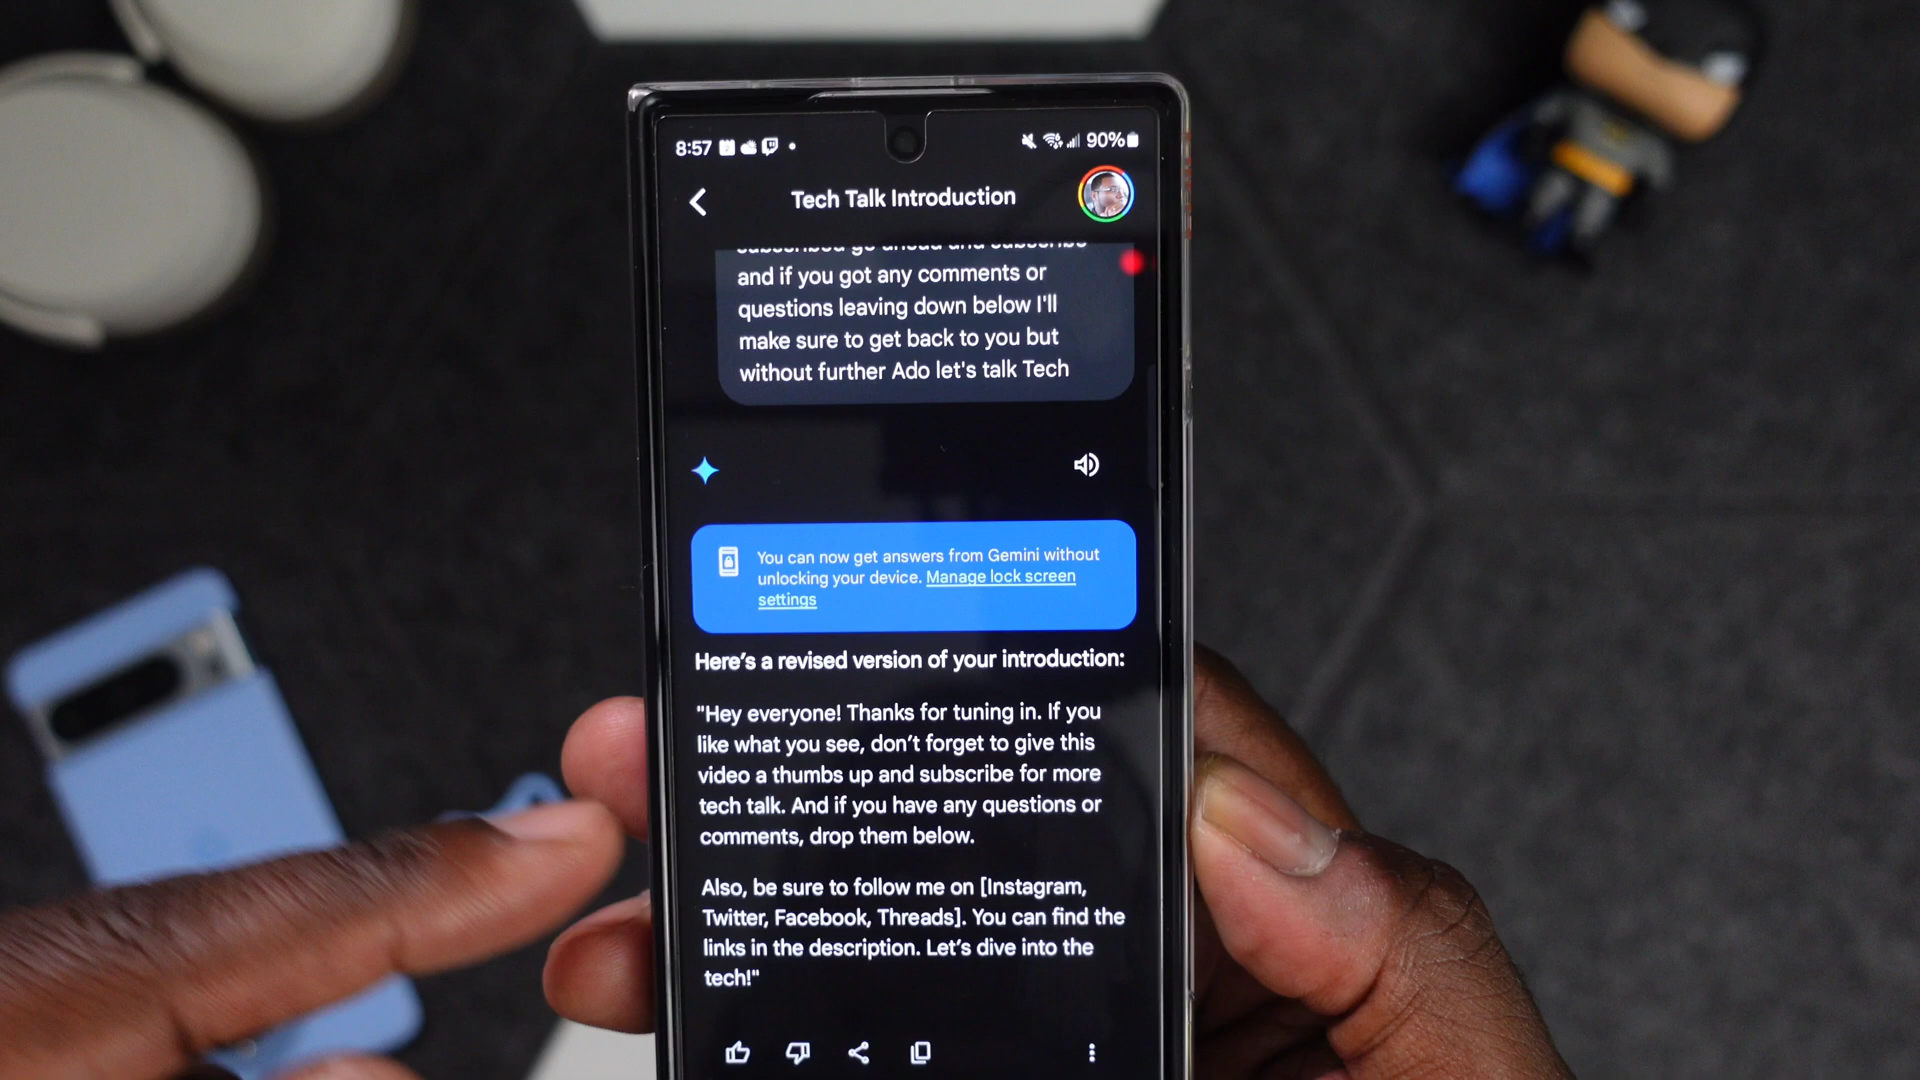 8:57
90%
Tech Talk Introduction
subscribed go ahead and subscribe
and if you got any comments or
questions leaving down below I'll
make sure to get back to you but
without further Ado let's talk Tech
You can now get answers from Gemini without
unlocking your device. Manage lock screen
settings
Here's a revised version of your introduction:
"Hey everyone! Thanks for tuning in. If you
like what you see, don't forget to give this
video a thumbs up and subscribe for more
tech talk. And if you have any questions or
comments, drop them below.
Also, be sure to follow me on [Instagram,
Twitter, Facebook, Threads]. You can find the
links in the description. Let's dive into the
tech!"